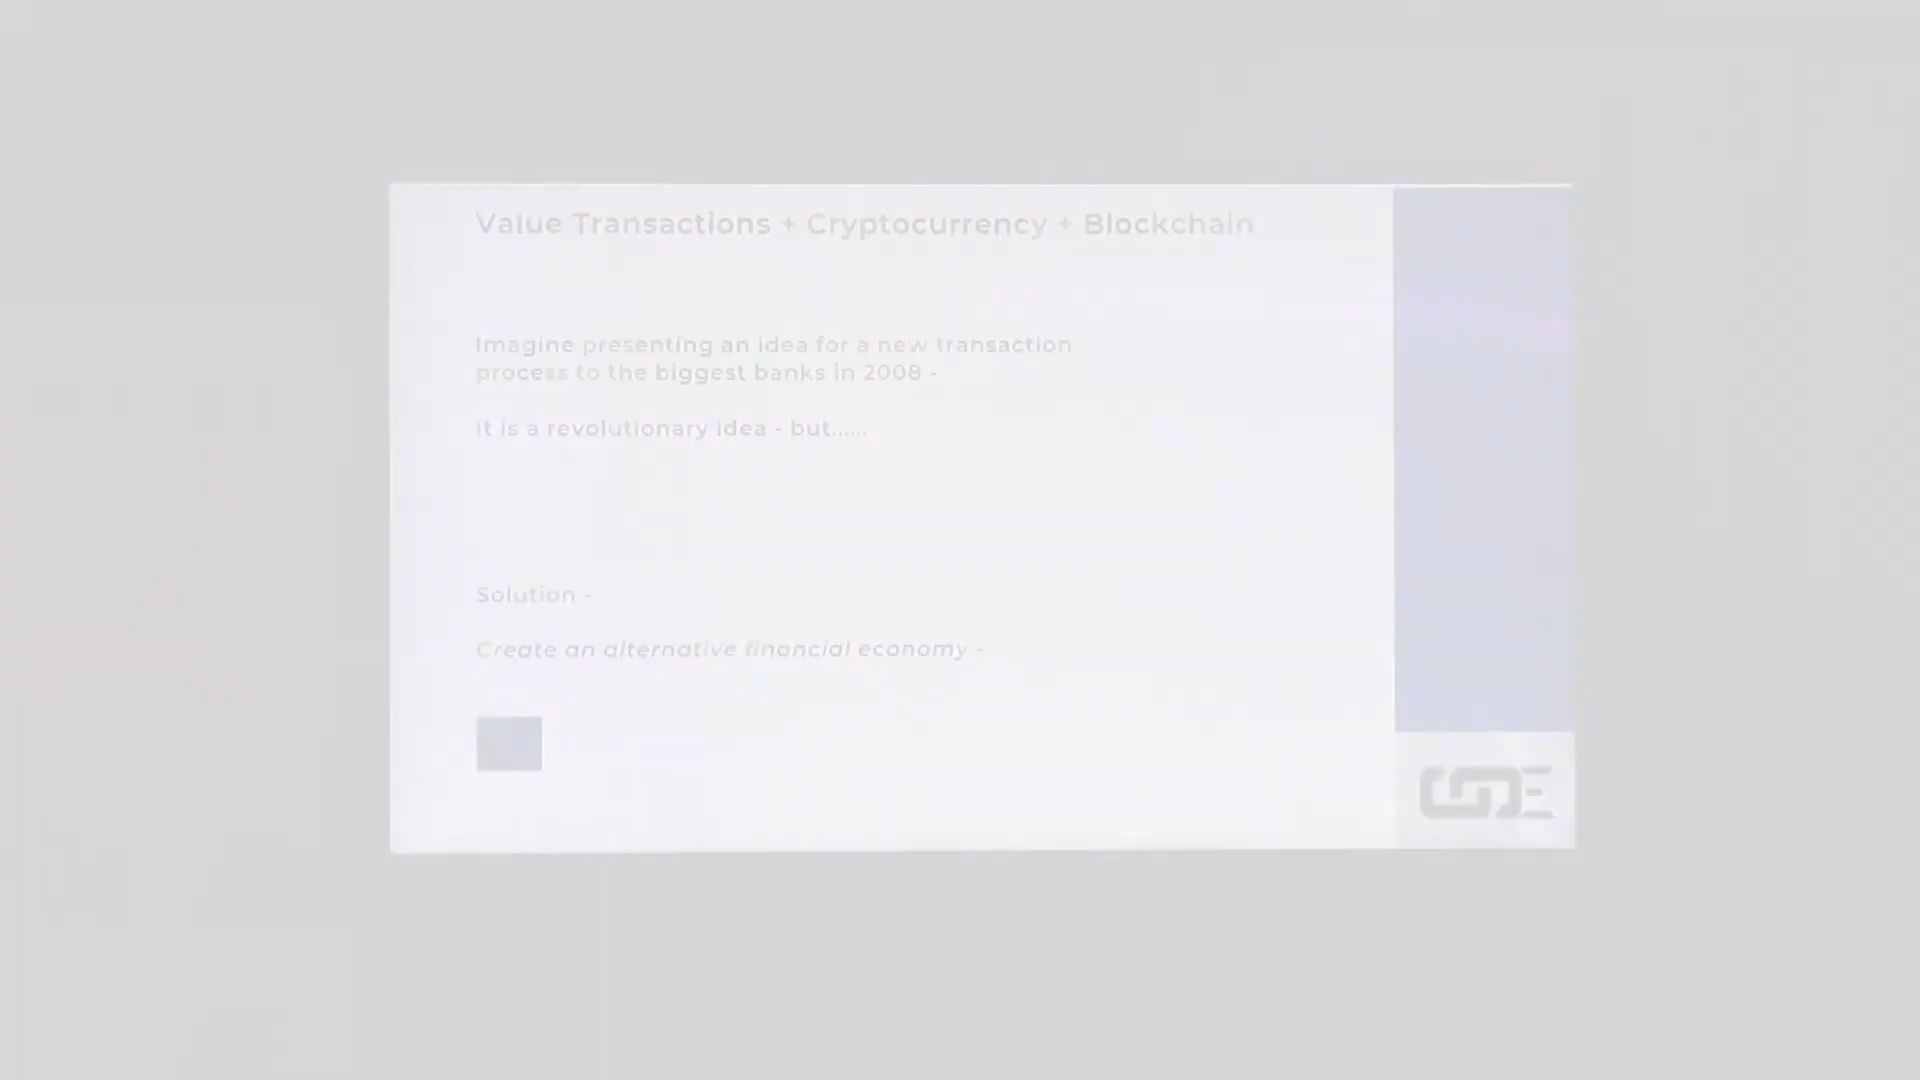 Value Transactions + Cryptocurrency + Blockchain
Imagine presenting an idea for a new transaction
process to the biggest banks in 2008 -
It is a revolutionary idea - but......
Solution -
Create an alternative financial economy -